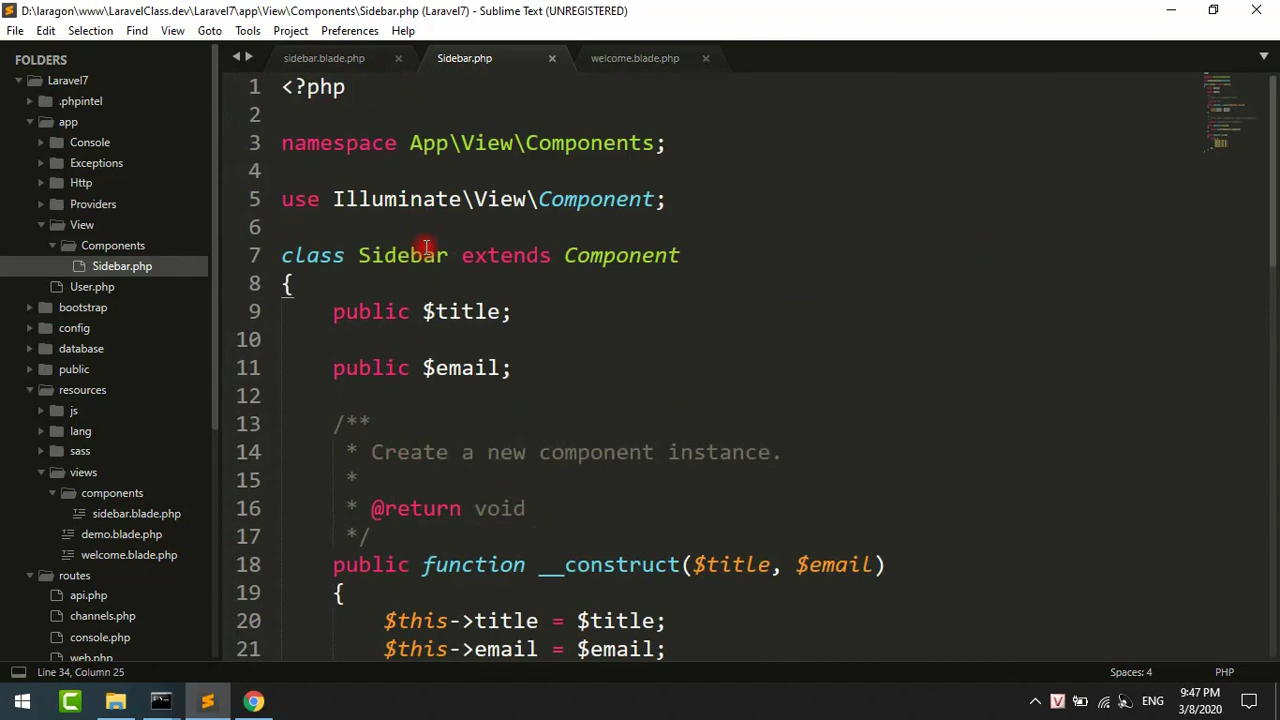 D:\laragon\www\LaravelClass.dev\Laravel7\app\View\Components\Sidebar.php (Laravel7) - Sublime Text (UNREGISTERED)
File Edit Selection Find View Goto Tools Project Preferences Help
FOLDERS
Laravel7
.phpintel
app
Console
Exceptions
Http
Providers
View
Components
Sidebar.php
User.php
bootstrap
config
database
public
resources
js
lang
sass
views
components
sidebar.blade.php
demo.blade.php
welcome.blade.php
routes
api.php
channels.php
console.php
web.php
sidebar.blade.php Sidebar.php welcome.blade.php
1 <?php
2
3 namespace App\View\Components;
4
5 use Illuminate\View\Component;
6
7 class Sidebar extends Component
8 {
9 public $title;
10
11 public $email;
12
13 /**
14 * Create a new component instance.
15 *
16 * @return void
17 */
18 public function __construct($title, $email)
19 {
20 $this->title = $title;
21 $this->email = $email;
Line 34, Column 25 Spaces: 4 PHP
C V ENG 9:47 PM
3/8/2020